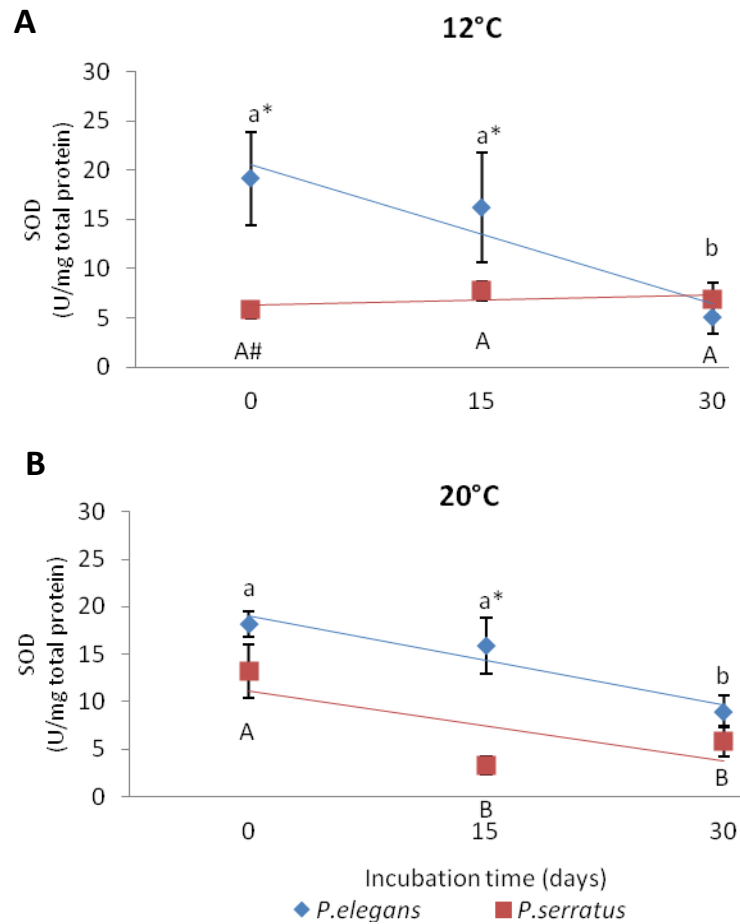 A
12°C
30
25
20
15
10
5
0
SOD
(U/mg total protein)
a*
a*
b
A#
A
A
0 15 30
B
20°C
30
25
20
15
10
5
0
SOD
(U/mg total protein)
a
a*
b
A
B
B
0 15 30
Incubation time (days)
P.elegans P.serratus